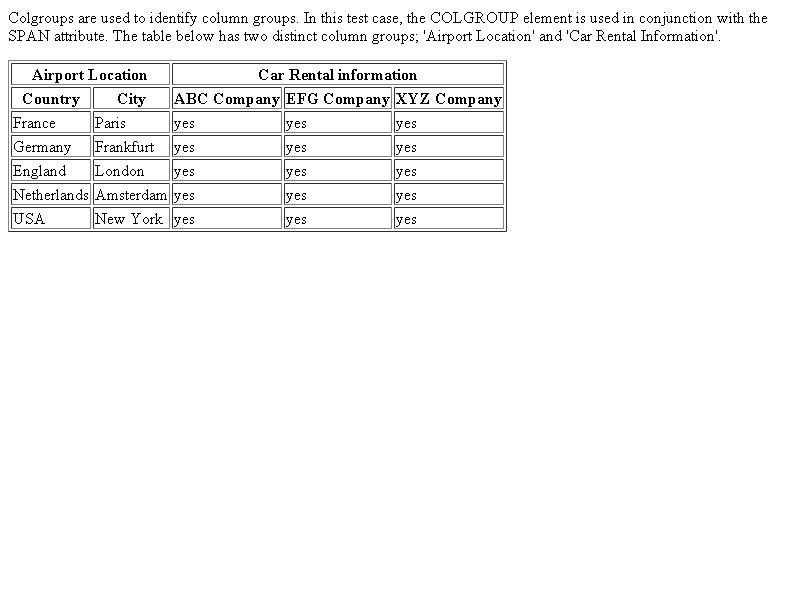 Colgroups are used to identify column groups. In this test case, the COLGROUP element is used in conjunction with the
SPAN attribute. The table below has two distinct column groups; 'Airport Location' and 'Car Rental Information'.
Airport Location Car Rental information
Country City ABC Company EFG Company XYZ Company
France Paris yes yes yes
Germany Frankfurt yes yes yes
England London yes yes yes
Netherlands Amsterdam yes yes yes
USA New York yes yes yes